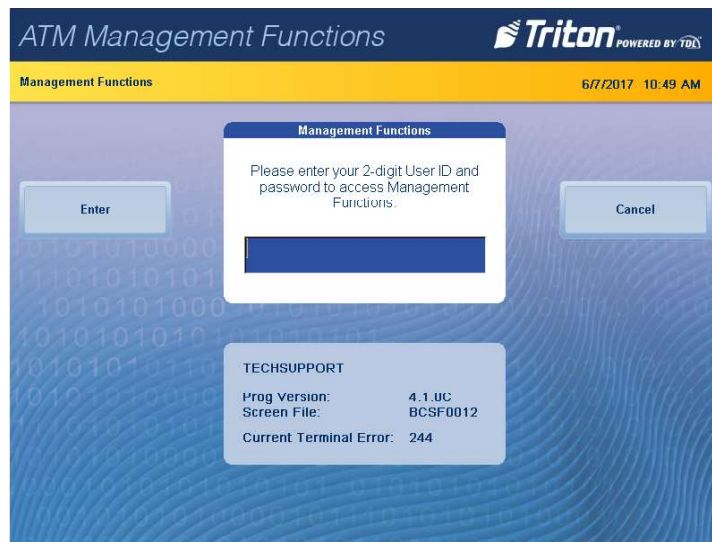 ATM Management Functions
Triton® POWERED BY TDL
Management Functions
6/7/2017 10:49 AM
Management Functions
Please enter your 2-digit User ID and
password to access Management
Functions.
Enter
Cancel
TECHSUPPORT
Prog Version: 4.1.0C
Screen File: BCSF0012
Current Terminal Error: 244